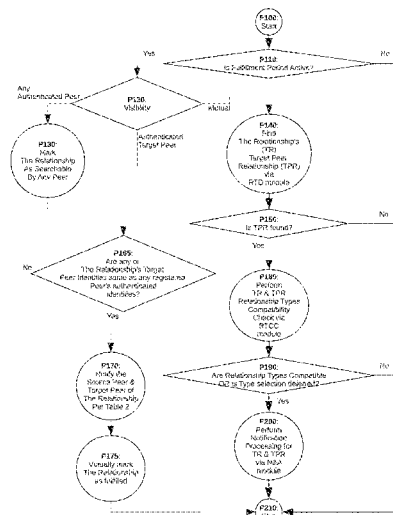 P100:
Start
P110:
Is Fulfillment Period Active?
Yes
No
P120:
Visibility
Any
Authenticated Peer
Mutual
Authenticated
Target Peer
P130:
Mark
The Relationship
As Searchable
By Any Peer
P140:
Find
The Relationship's
(TR)
Target Peer
Relationship (TPR)
via
RTD module
P150:
Is TPR found?
No
Yes
P165:
Are any of
The Relationship's Target
Peer Identities same as any registered
Peer's authenticated
Identities?
No
Yes
Perform
TR & TPR
Relationship Types
Compatibility
Check via
RTCC
module
P170:
Notify the
Source Peer &
Target Peer of
The Relationship
Per Table 2
P190:
Are Relationship Types Compatible
OR is Type selection deferred?
No
Yes
P175:
Virtually mark
The Relationship
as fulfilled
P200:
Perform
Notification
Processing for
TR & TPR
via
module
P210: